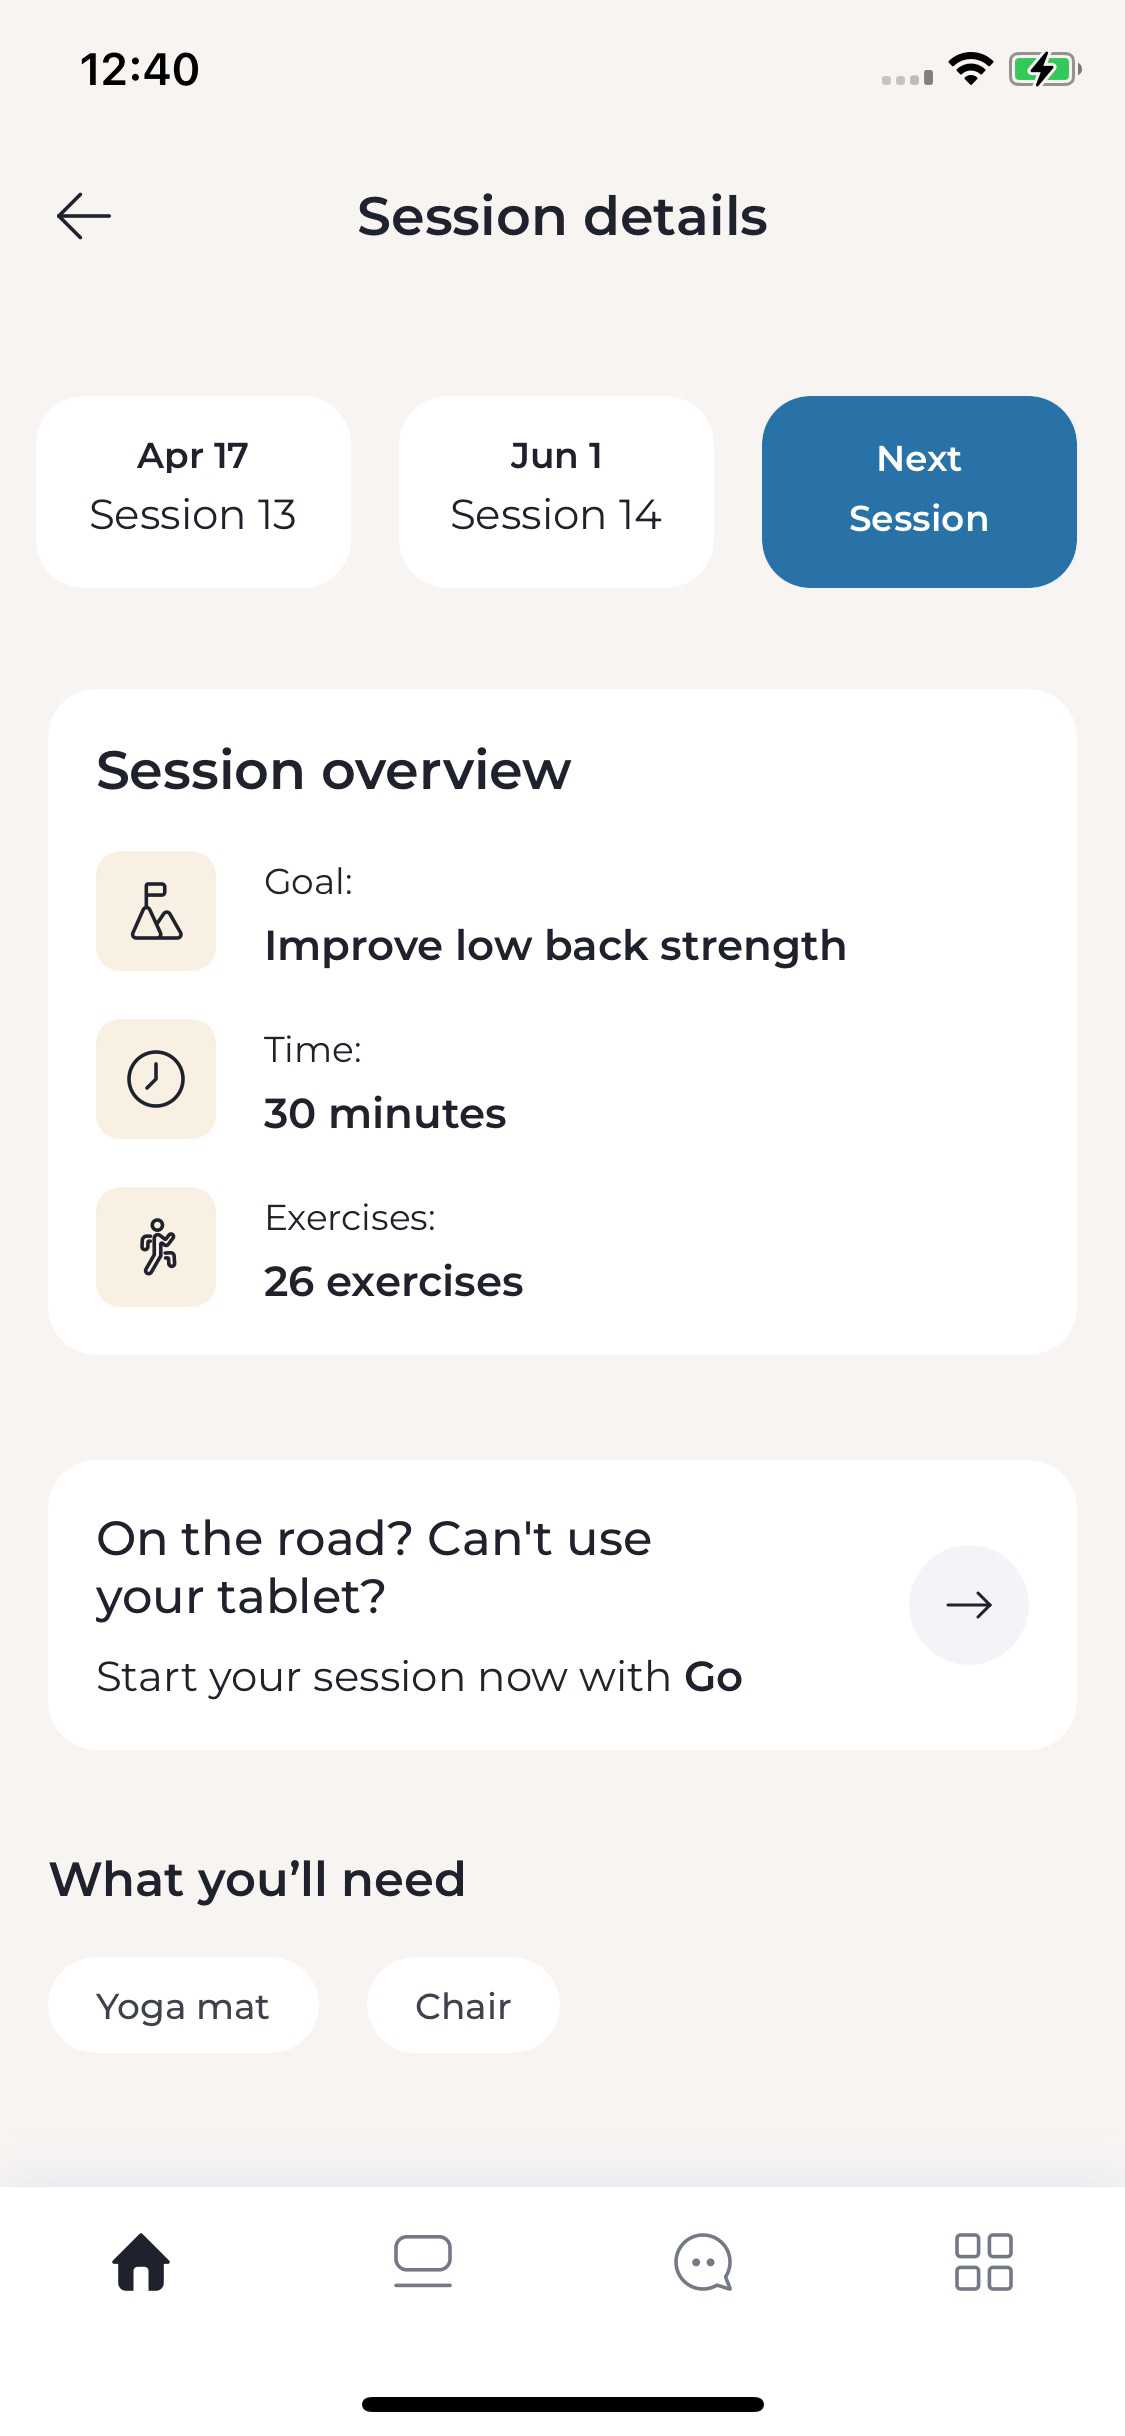 12:40
Session details
Apr 17
Session 13
Jun 1
Session 14
Next
Session
Session overview
Goal:
Improve low back strength
Time:
30 minutes
Exercises:
26 exercises
On the road? Can't use
your tablet?
Start your session now with Go
What you’ll need
Yoga mat
Chair